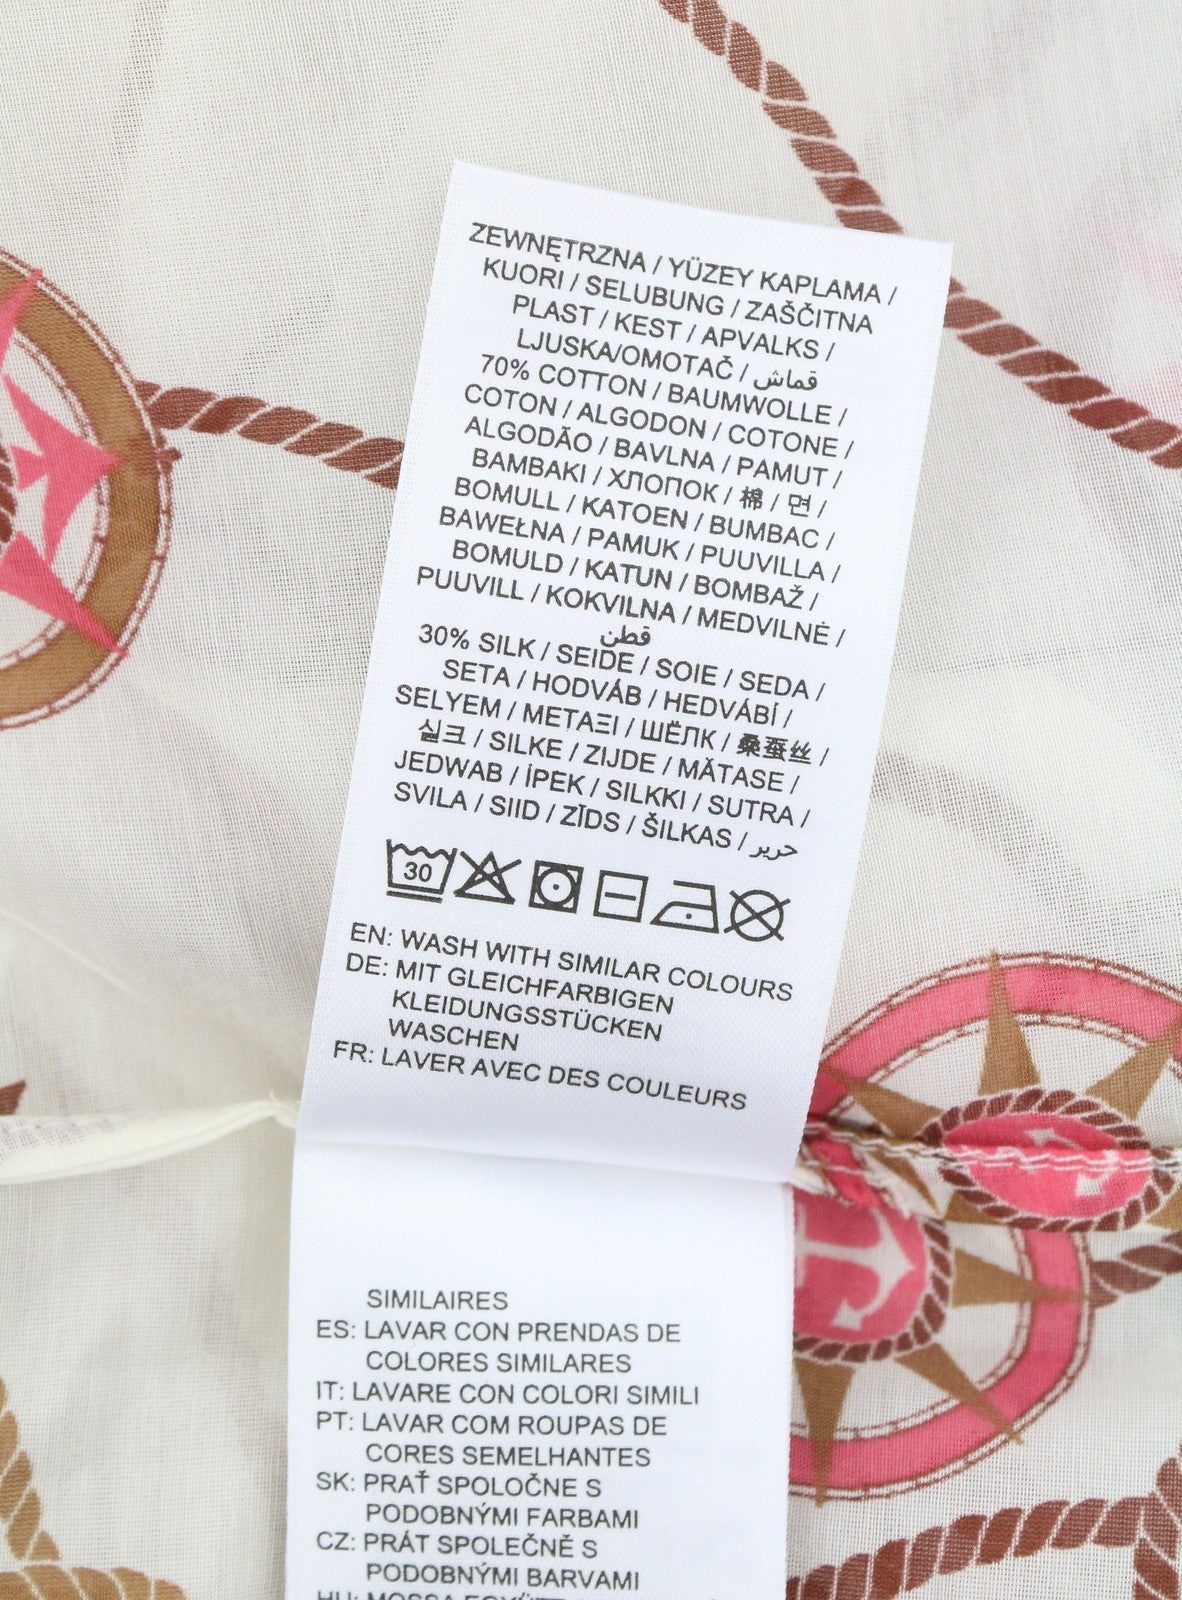 ZEWNĘTRZNA / YÜZEY KAPLAMA /
KUORI / SELUBUNG / ZAŠČITNA
PLAST / KEST / APVALKS /
LJUSKA/OMOTAČ / قماش
70% COTTON / BAUMWOLLE /
COTON / ALGODON / COTONE /
ALGODÃO / BAVLNA / PAMUT /
BAMBAKI / ХЛОПОК / 棉 / 면 /
BOMULL / KATOEN / BUMBAC /
BAWEŁNA / PAMUK / PUUVILLA /
BOMULD / KATUN / BOMBAŽ /
PUUVILL / KOKVILNA / MEDVILNĖ /
قطن
30% SILK / SEIDE / SOIE / SEDA /
SETA / HODVÁB / HEDVÁBÍ /
SELYEM / ΜΕΤΑΞΙ / ШЁЛК / 桑蚕丝 /
실크 / SILKE / ZIJDE / MĂTASE /
JEDWAB / İPEK / SILKKI / SUTRA /
SVILA / SIID / ZĪDS / ŠILKAS / حرير
30
EN: WASH WITH SIMILAR COLOURS
DE: MIT GLEICHFARBIGEN
KLEIDUNGSSTÜCKEN
WASCHEN
FR: LAVER AVEC DES COULEURS
SIMILAIRES
ES: LAVAR CON PRENDAS DE
COLORES SIMILARES
IT: LAVARE CON COLORI SIMILI
PT: LAVAR COM ROUPAS DE
CORES SEMELHANTES
SK: PRAŤ SPOLOČNE S
PODOBNÝMI FARBAMI
CZ: PRÁT SPOLEČNĚ S
PODOBNÝMI BARVAMI
HU: MOSSA